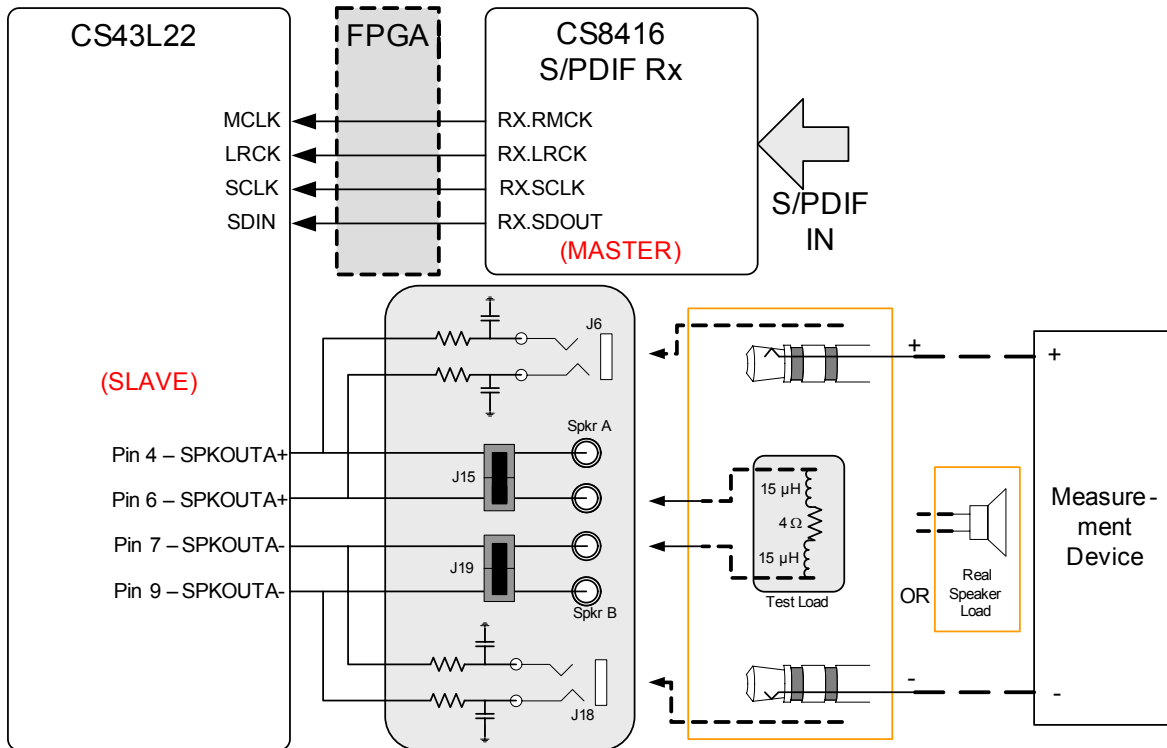 CS43L22
FPGA
CS8416
S/PDIF Rx
MCLK
RX.RMCK
LRCK
RX.LRCK
SCLK
RX.SCLK
SDIN
RX.SDOUT
(MASTER)
S/PDIF
IN
(SLAVE)
J6
+
+
Pin 4 – SPKOUTA+
Spkr A
J15
Pin 6 – SPKOUTA+
Pin 7 – SPKOUTA-
J19
Pin 9 – SPKOUTA-
Spkr B
J18
15 µH
4 Ω
15 µH
Test Load
OR
Real
Speaker
Load
Measure-
ment
Device
-
-